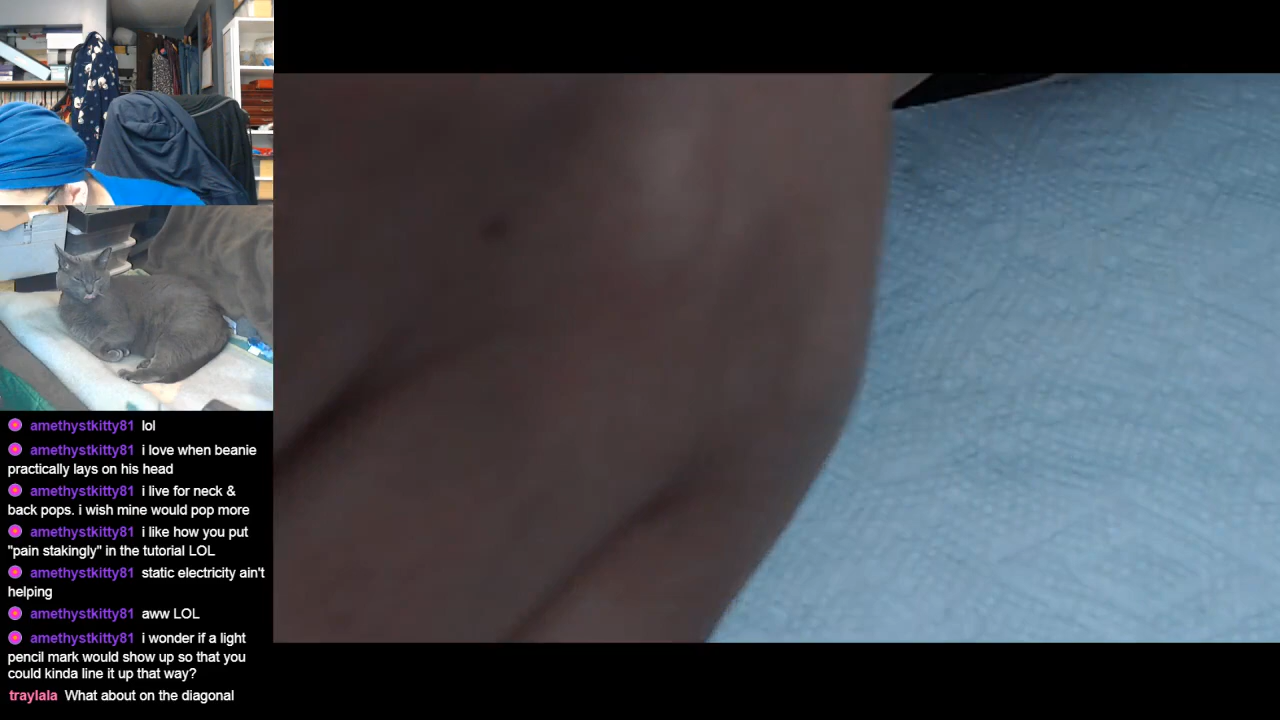 amethystkitty81 lol
amethystkitty81 i love when beanie
practically lays on his head
amethystkitty81 i live for neck &
back pops. i wish mine would pop more
amethystkitty81 i like how you put
"pain stakingly" in the tutorial LOL
amethystkitty81 static electricity ain't
helping
amethystkitty81 aww LOL
amethystkitty81 i wonder if a light
pencil mark would show up so that you
could kinda line it up that way?
traylala What about on the diagonal